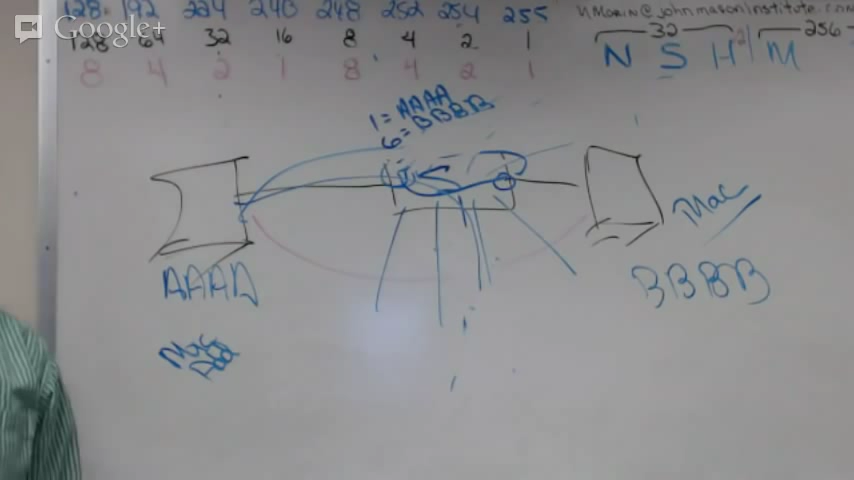 Google+
128 192 224 240 248 252 254 255
128 64 32 16 8 4 2 1
8 4 2 1 8 4 2 1
32 256
N S H M
1=AAAA
6=BBBB
Mac
AAAA
BBBB